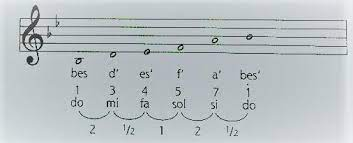 bes d' es' f' a' bes'
1 3 4 5 7 i
do mi fa sol si do
2 1/2 1 2 1/2